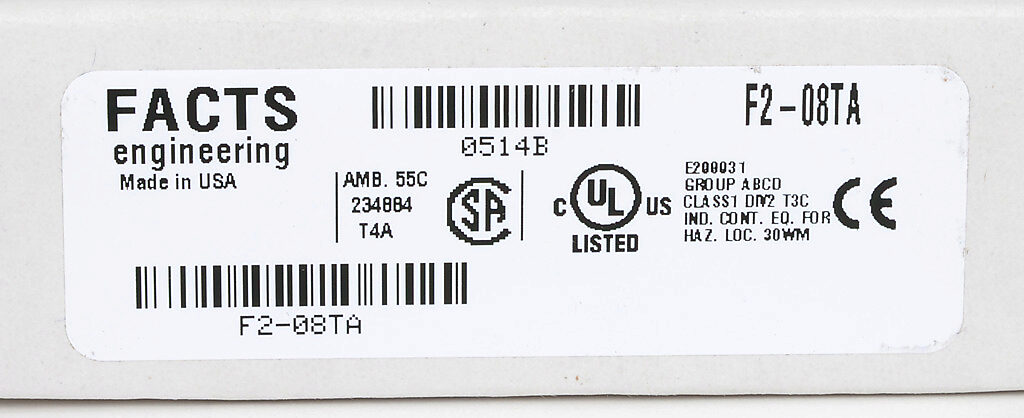 FACTS
engineering
Made in USA
0514B
F2-08TA
AMB. 55C
234884
T4A
SA
C UL US
LISTED
E200031
GROUP ABCD
CLASS1 DIV2 T3C
IND. CONT. EQ. FOR
HAZ. LOC. 30WM
CE
F2-08TA